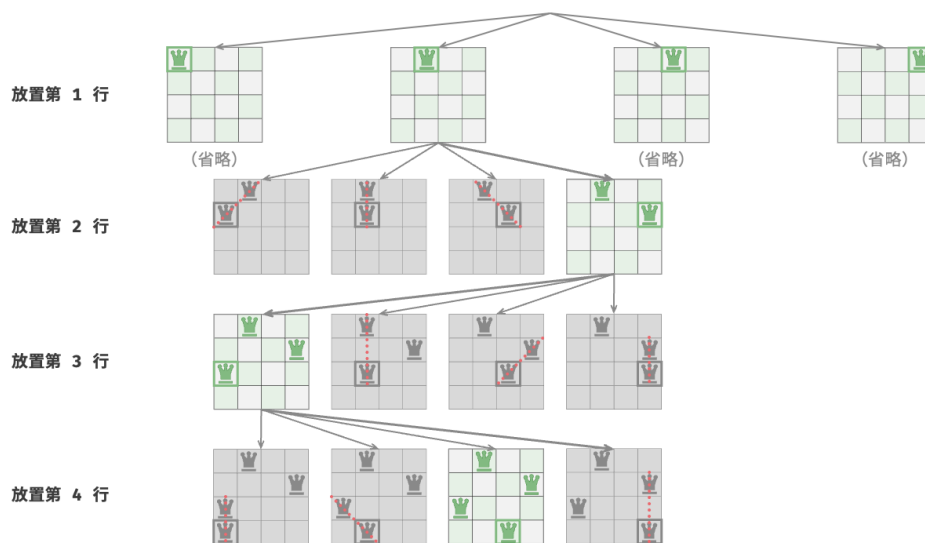 放置第 1 行
(省略)
(省略)
(省略)
放置第 2 行
放置第 3 行
放置第 4 行